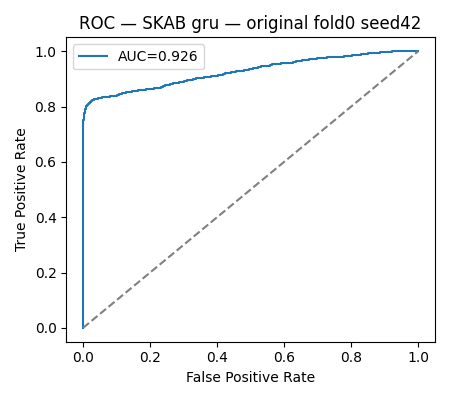 ROC — SKAB gru — original fold0 seed42
AUC=0.926
True Positive Rate
1.0
0.8
0.6
0.4
0.2
0.0
0.0 0.2 0.4 0.6 0.8 1.0
False Positive Rate